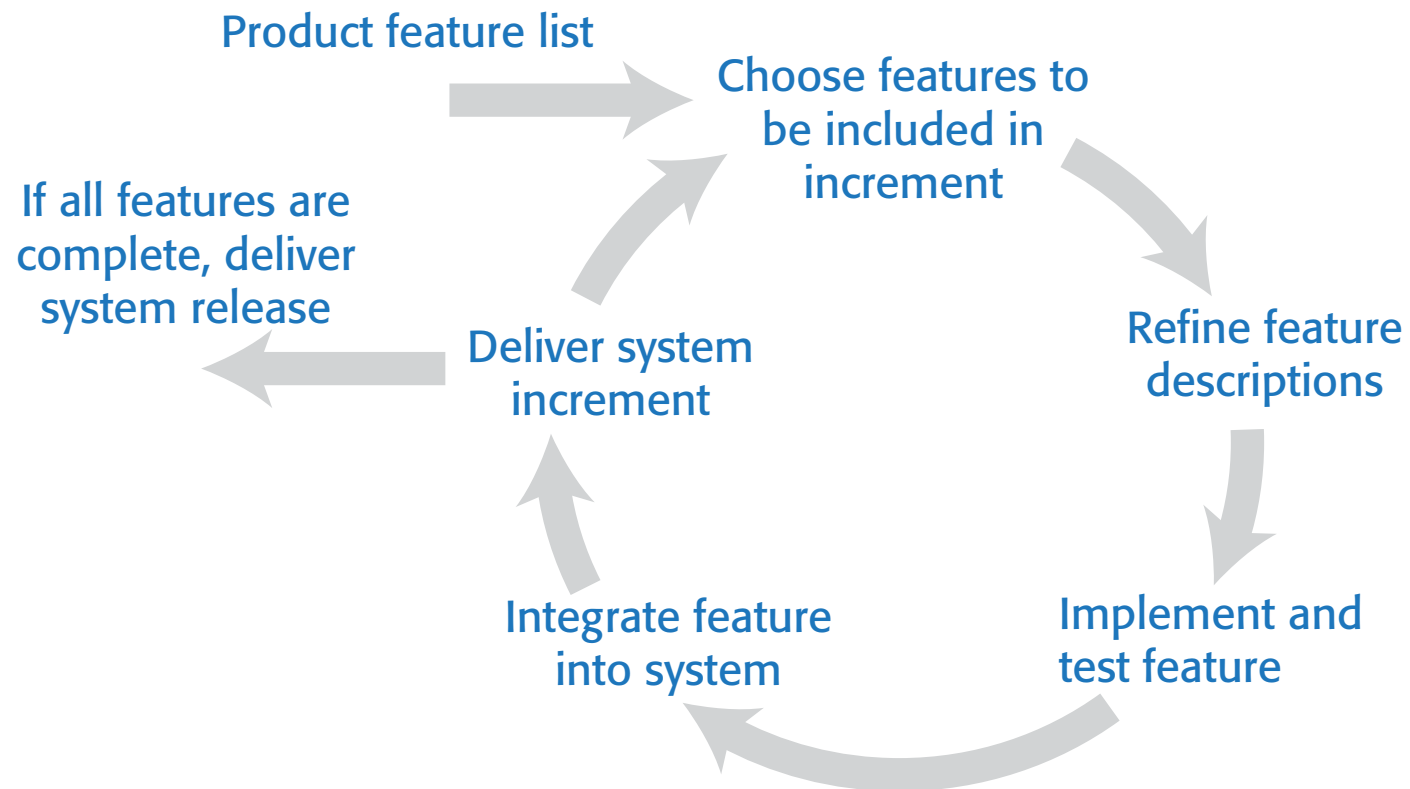 Product feature list
Choose features to
be included in
increment
If all features are
complete, deliver
system release
Refine feature
descriptions
Deliver system
increment
Integrate feature
into system
Implement and
test feature